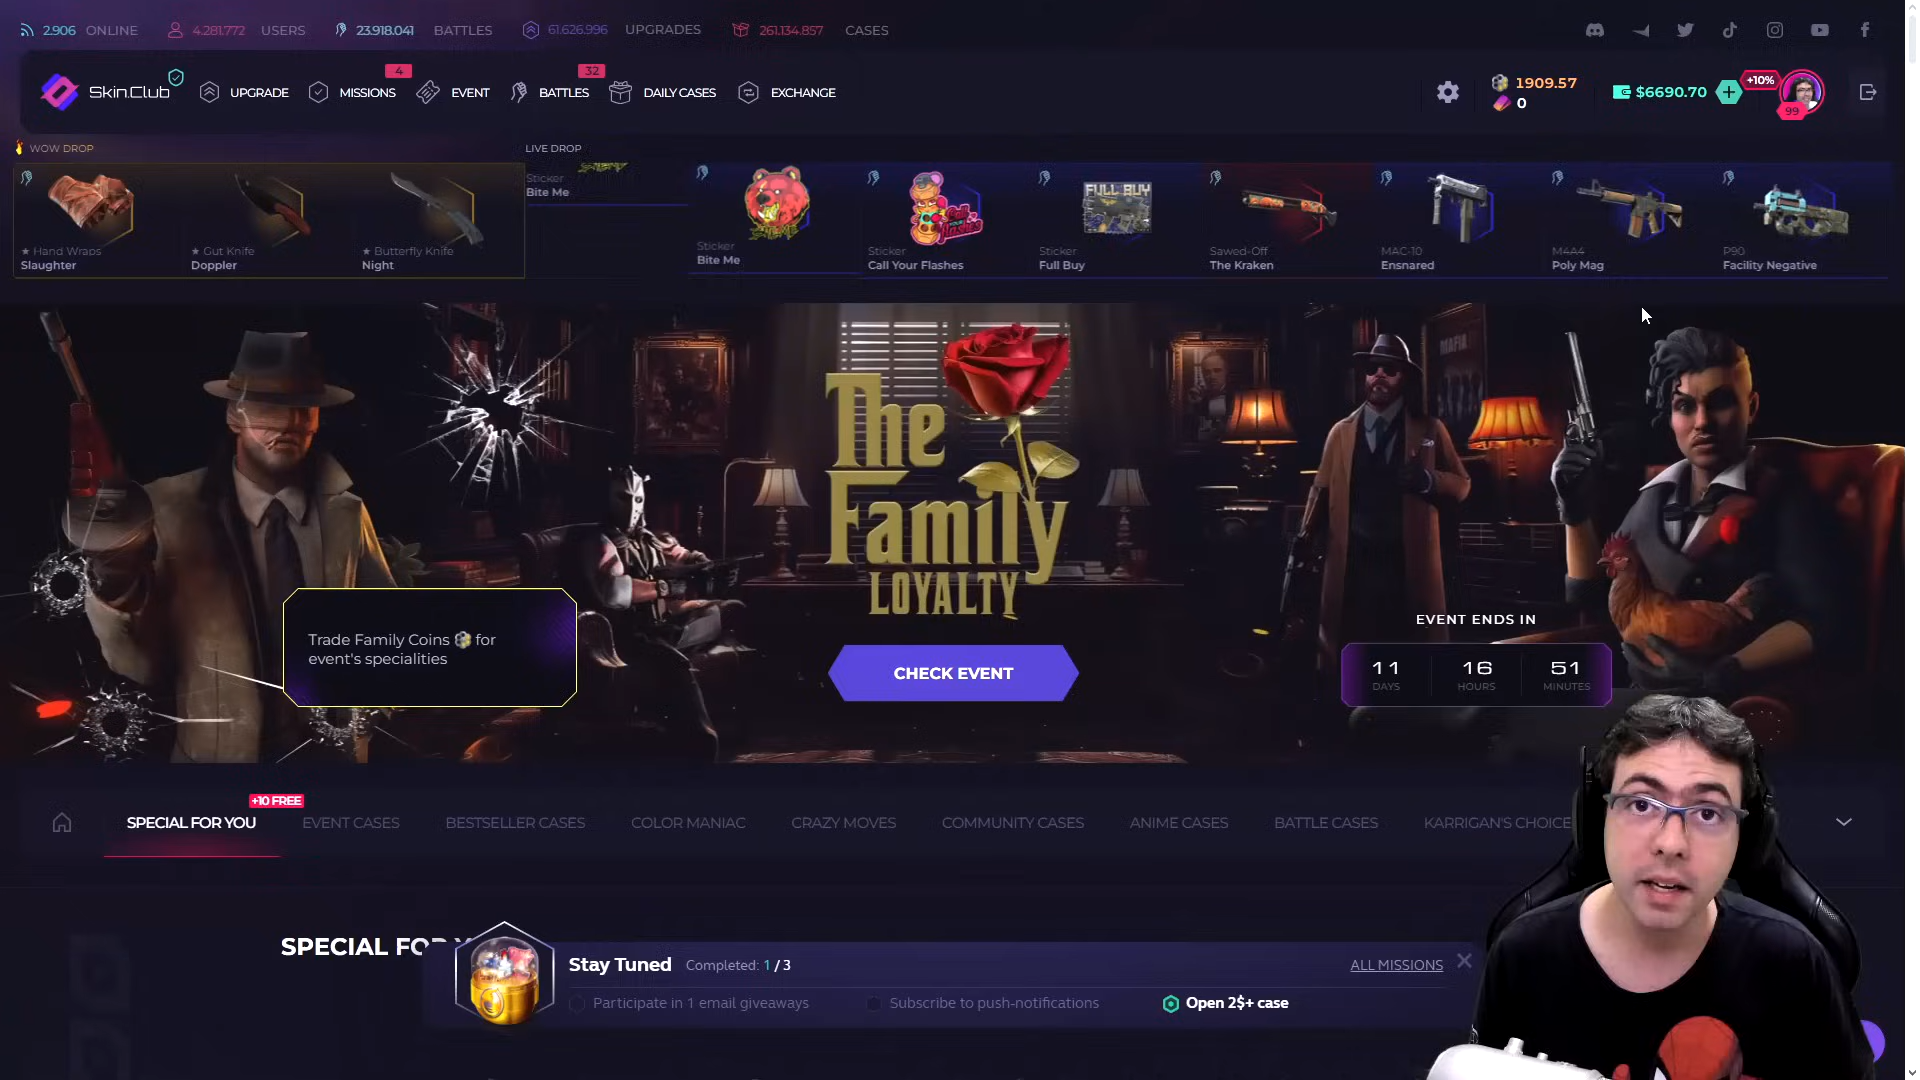 2.906 ONLINE 4.281.772 USERS 23.918.041 BATTLES 61.626.996 UPGRADES 261.134.857 CASES
Skin.Club UPGRADE MISSIONS 4 EVENT BATTLES 32 DAILY CASES EXCHANGE
1909.57
0
$6690.70
+10%
99
WOW DROP
LIVE DROP
★ Hand Wraps
Slaughter
★ Gut Knife
Doppler
★ Butterfly Knife
Night
Sticker
Bite Me
Sticker
Bite Me
Sticker
Call Your Flashes
FULL BUY
Sticker
Full Buy
Sawed-Off
The Kraken
MAC-10
Ensnared
M4A4
Poly Mag
P90
Facility Negative
MAFIA
The
Family
LOYALTY
Trade Family Coins for
event's specialities
CHECK EVENT
EVENT ENDS IN
11 16 51
DAYS HOURS MINUTES
+10 FREE
SPECIAL FOR YOU EVENT CASES BESTSELLER CASES COLOR MANIAC CRAZY MOVES COMMUNITY CASES ANIME CASES BATTLE CASES KARRIGAN'S CHOICE
SPECIAL FOR
Stay Tuned Completed: 1 / 3 ALL MISSIONS
Participate in 1 email giveaways Subscribe to push-notifications Open 2$+ case